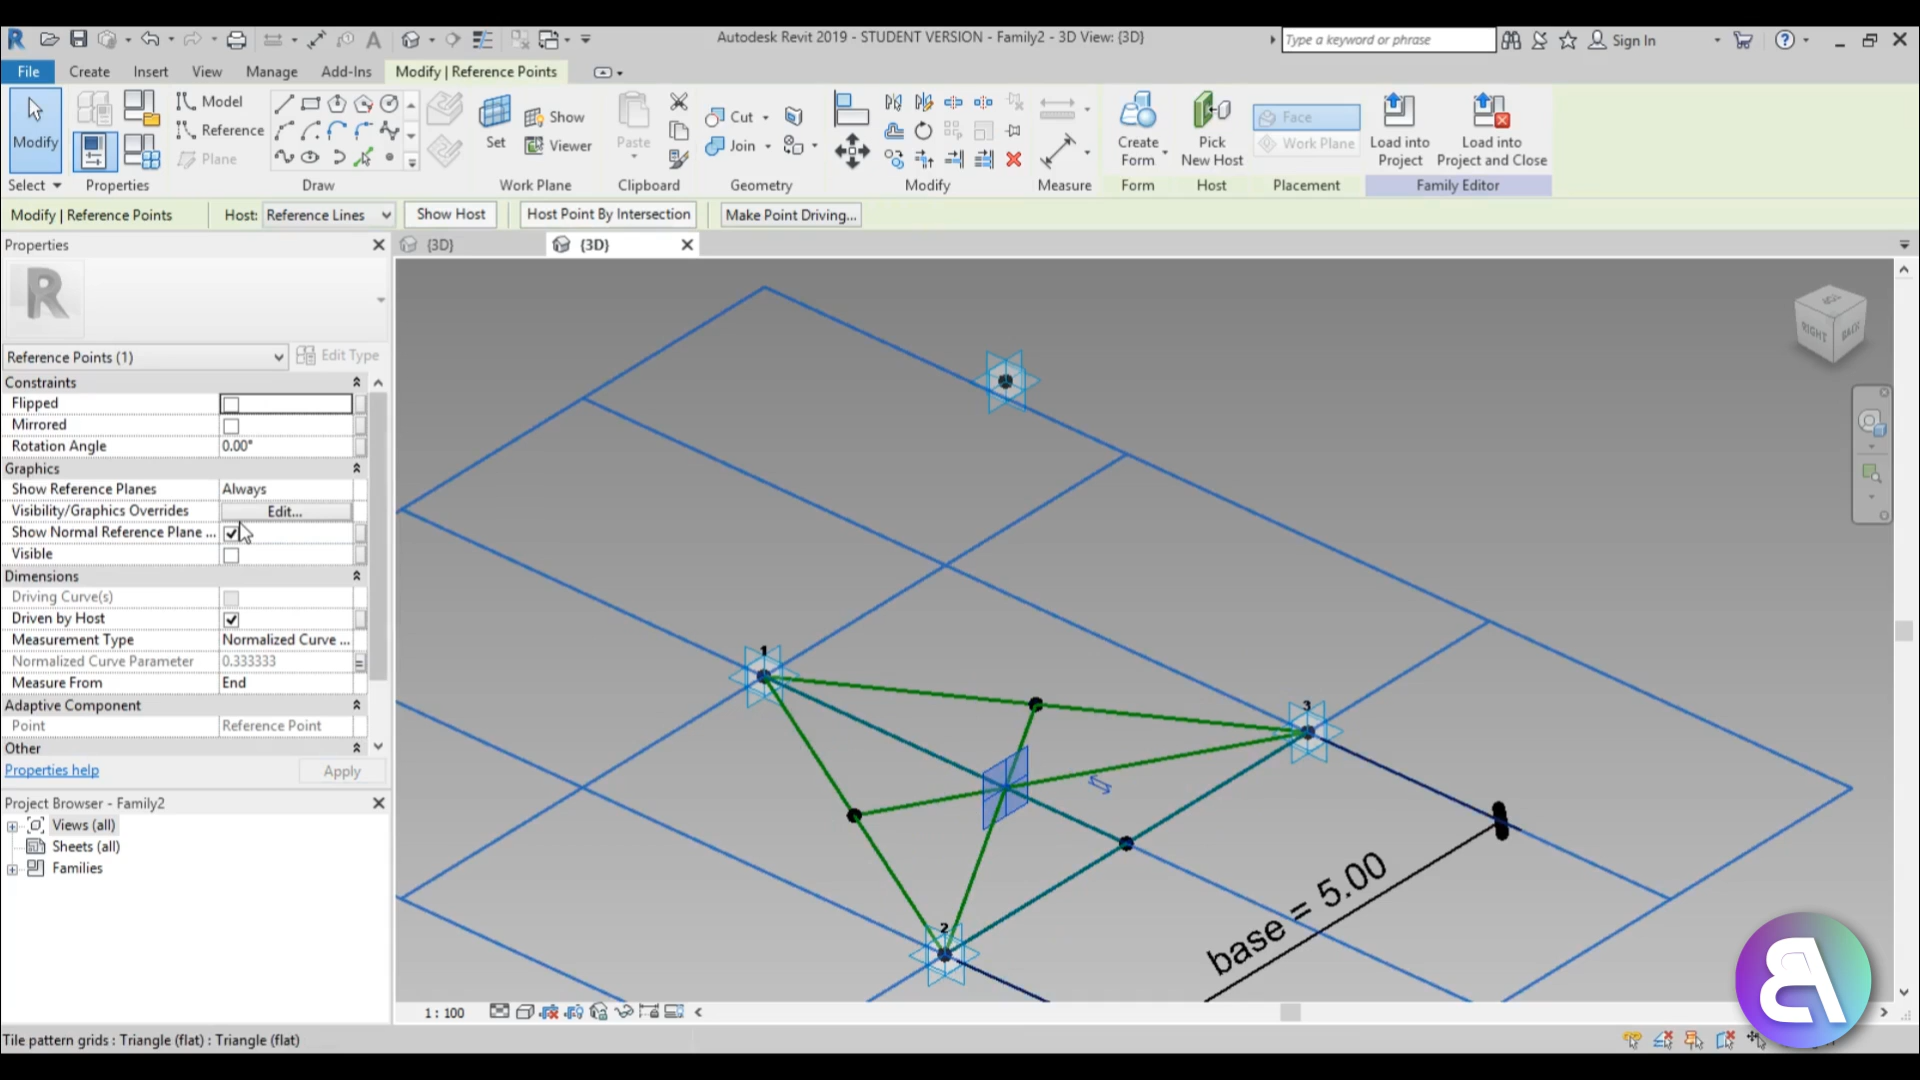 Autodesk Revit 2019 - STUDENT VERSION - Family2 - 3D View: {3D}
Type a keyword or phrase
Sign In
File Create Insert View Manage Add-Ins Modify | Reference Points
Modify
Model
Reference
Plane
Set
Show
Viewer
Paste
Cut
Join
Create Form
Pick New Host
Face
Work Plane
Load into Project
Load into Project and Close
Select Properties Draw Work Plane Clipboard Geometry Modify Measure Form Host Placement Family Editor
Modify | Reference Points Host: Reference Lines Show Host Host Point By Intersection Make Point Driving...
Properties
{3D}
{3D}
Reference Points (1) Edit Type
Constraints
Flipped
Mirrored
Rotation Angle 0.00°
Graphics
Show Reference Planes Always
Visibility/Graphics Overrides Edit...
Show Normal Reference Plane ...
Visible
Dimensions
Driving Curve(s)
Driven by Host
Measurement Type Normalized Curve ...
Normalized Curve Parameter 0.333333 =
Measure From End
Adaptive Component
Point Reference Point
Other
Properties help Apply
Project Browser - Family2
Views (all)
Sheets (all)
Families
RIGHT BACK
1
3
2
base = 5.00
1 : 100
Tile pattern grids : Triangle (flat) : Triangle (flat)